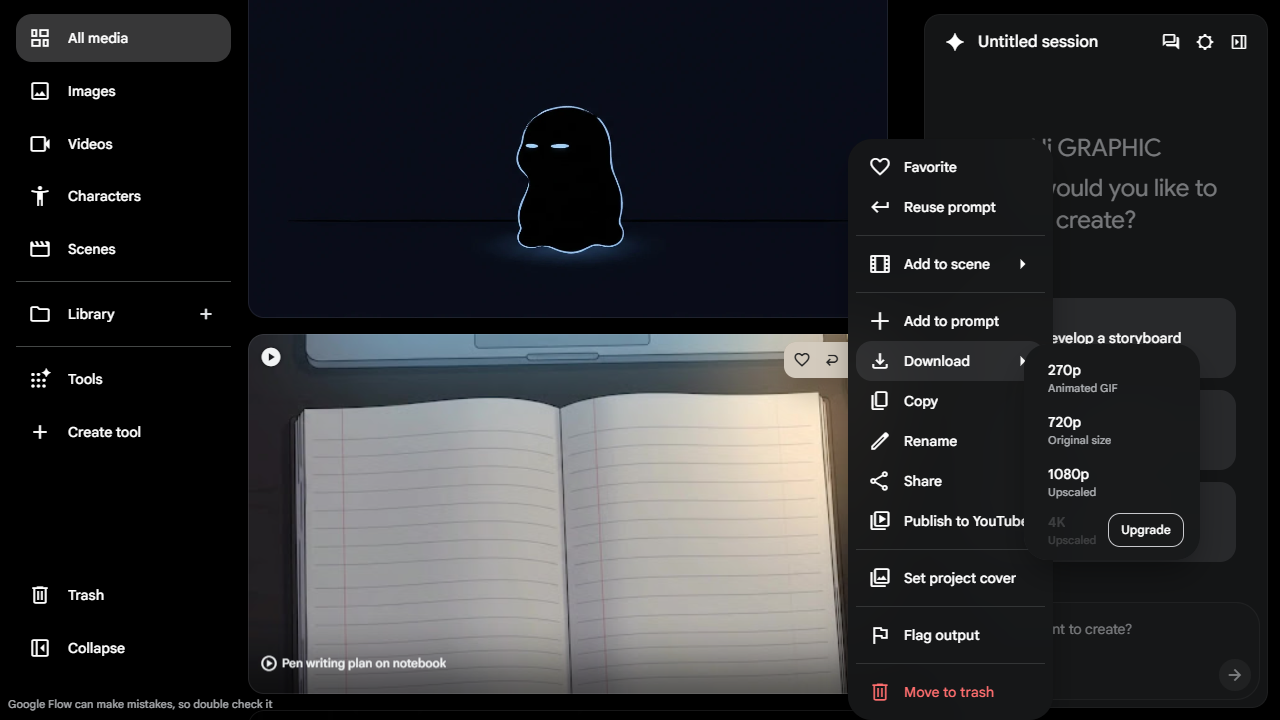 All media
Images
Videos
Characters
Scenes
Library
Tools
Create tool
Trash
Collapse
Google Flow can make mistakes, so double check it
Pen writing plan on notebook
Favorite
Reuse prompt
Add to scene
Add to prompt
Download
Copy
Rename
Share
Publish to YouTube
Set project cover
Flag output
Move to trash
270p
Animated GIF
720p
Original size
1080p
Upscaled
4K
Upscaled
Upgrade
Untitled session
GRAPHIC
would you like to
create?
evelop a storyboard
nt to create?